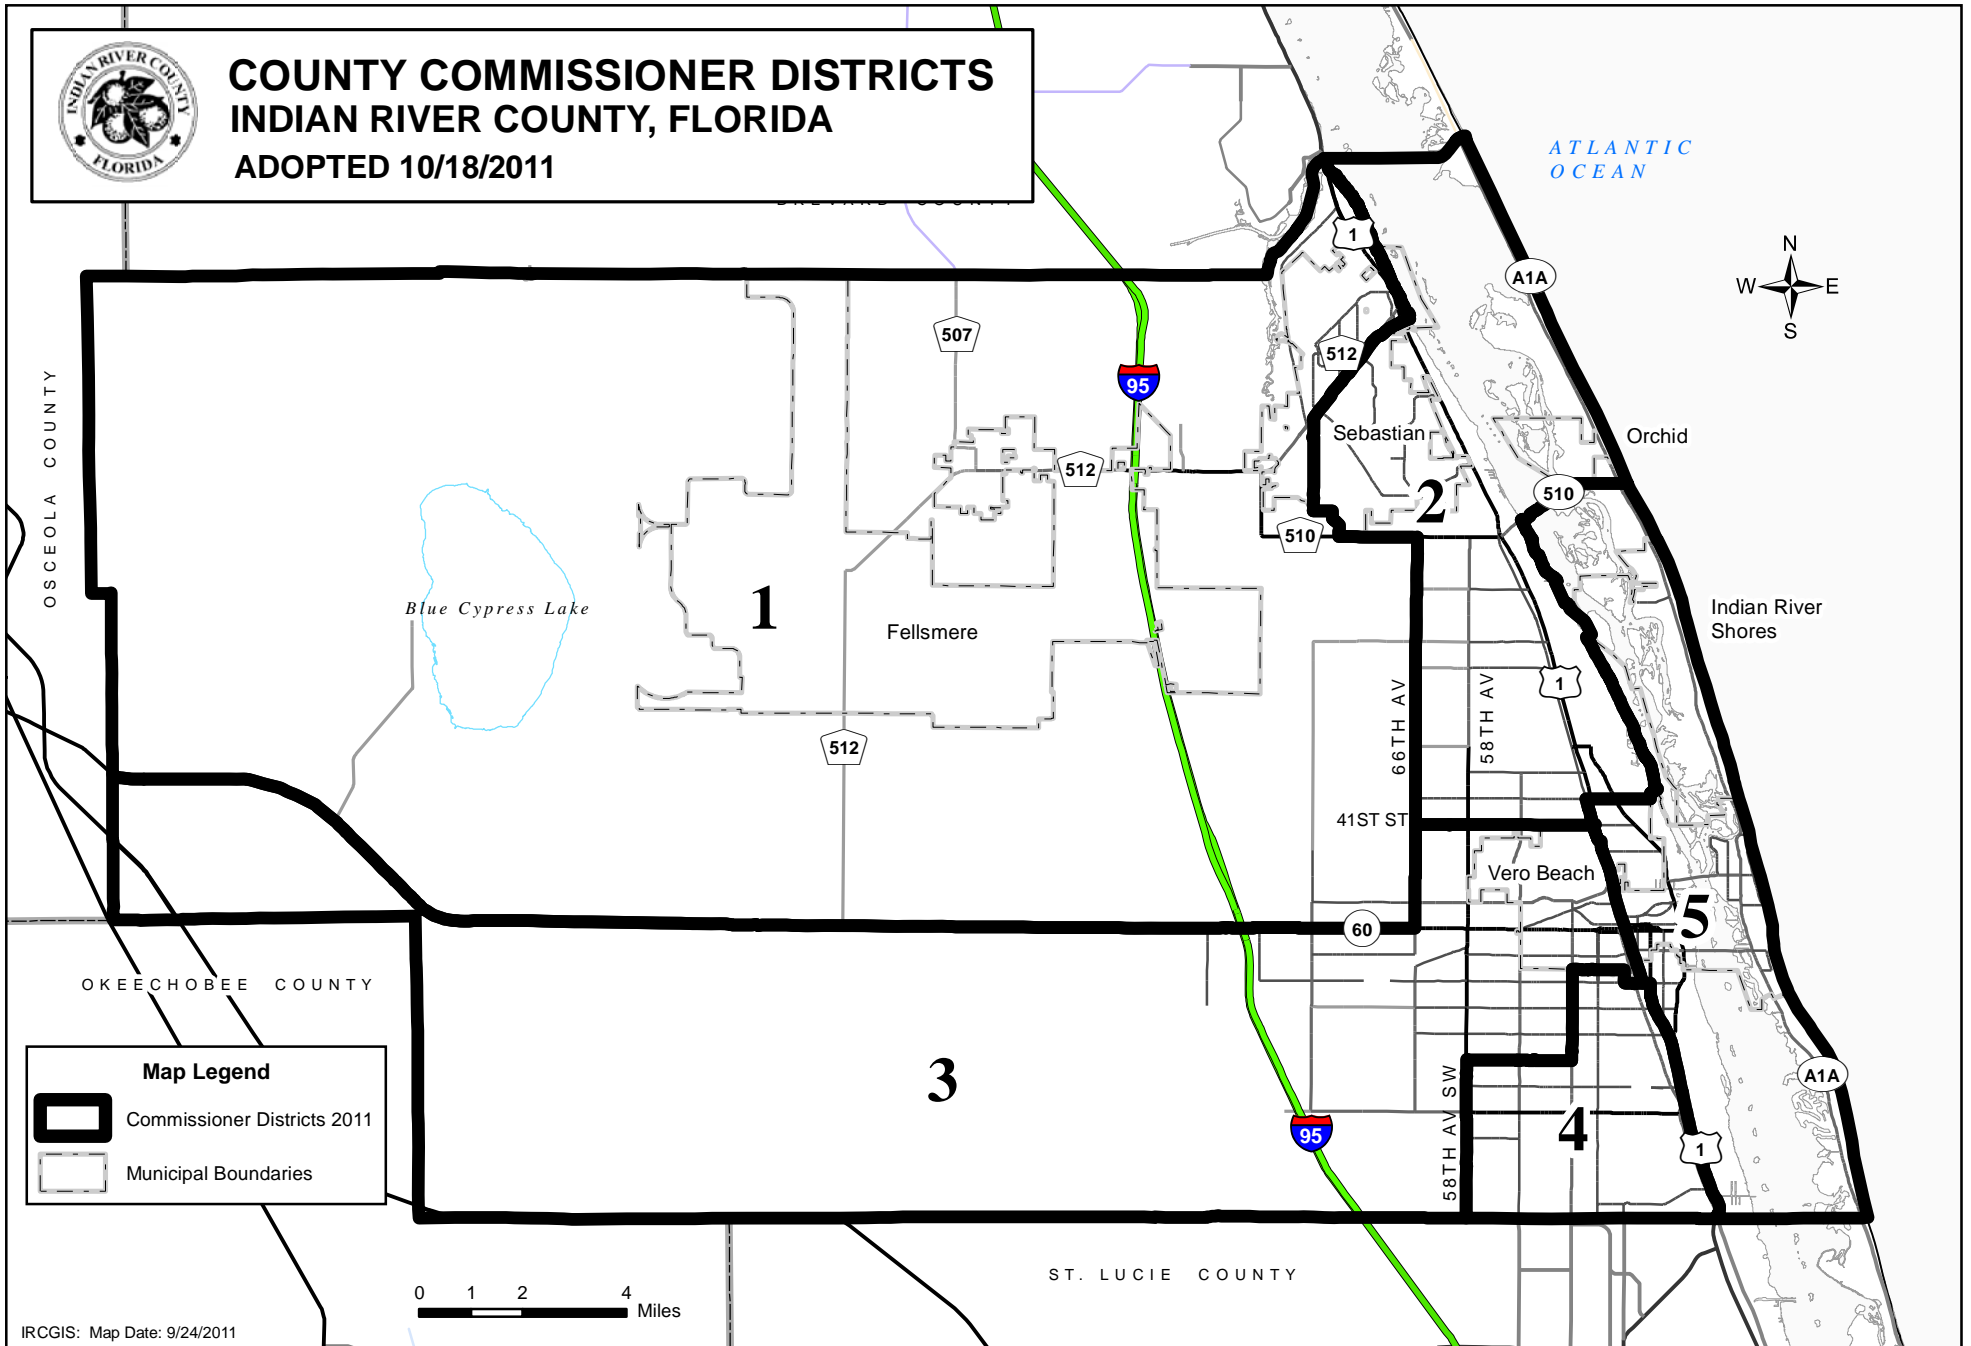 INDIAN RIVER COUNTY
FLORIDA
COUNTY COMMISSIONER DISTRICTS
INDIAN RIVER COUNTY, FLORIDA
ADOPTED 10/18/2011
BREVARD COUNTY
ATLANTIC
OCEAN
N
W E
S
1
A1A
507
512
95
OSCEOLA COUNTY
Sebastian
Orchid
512
510
2
510
Blue Cypress Lake
1
Fellsmere
Indian River
Shores
1
66TH AV
58TH AV
512
41ST ST
Vero Beach
5
60
OKEECHOBEE COUNTY
Map Legend
Commissioner Districts 2011
Municipal Boundaries
3
A1A
58TH AV SW
4
95
1
ST. LUCIE COUNTY
0 1 2 4
Miles
IRCGIS: Map Date: 9/24/2011